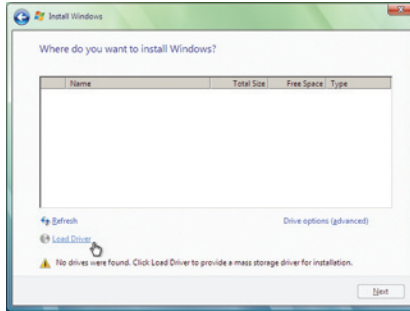 Install Windows
Where do you want to install Windows?
Name Total Size Free Space Type
Refresh Drive options (advanced)
Load Driver
No drives were found. Click Load Driver to provide a mass storage driver for installation.
Next